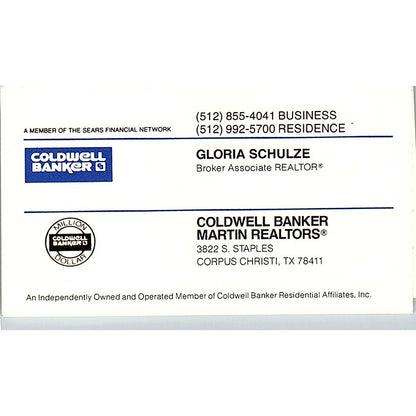 (512) 855-4041 BUSINESS
A MEMBER OF THE SEARS FINANCIAL NETWORK
(512) 992-5700 RESIDENCE
COLDWELL
BANKER
GLORIA SCHULZE
Broker Associate REALTOR®
MILLION
COLDWELL
BANKER
DOLLAR
COLDWELL BANKER
MARTIN REALTORS®
3822 S. STAPLES
CORPUS CHRISTI, TX 78411
An Independently Owned and Operated Member of Coldwell Banker Residential Affiliates, Inc.